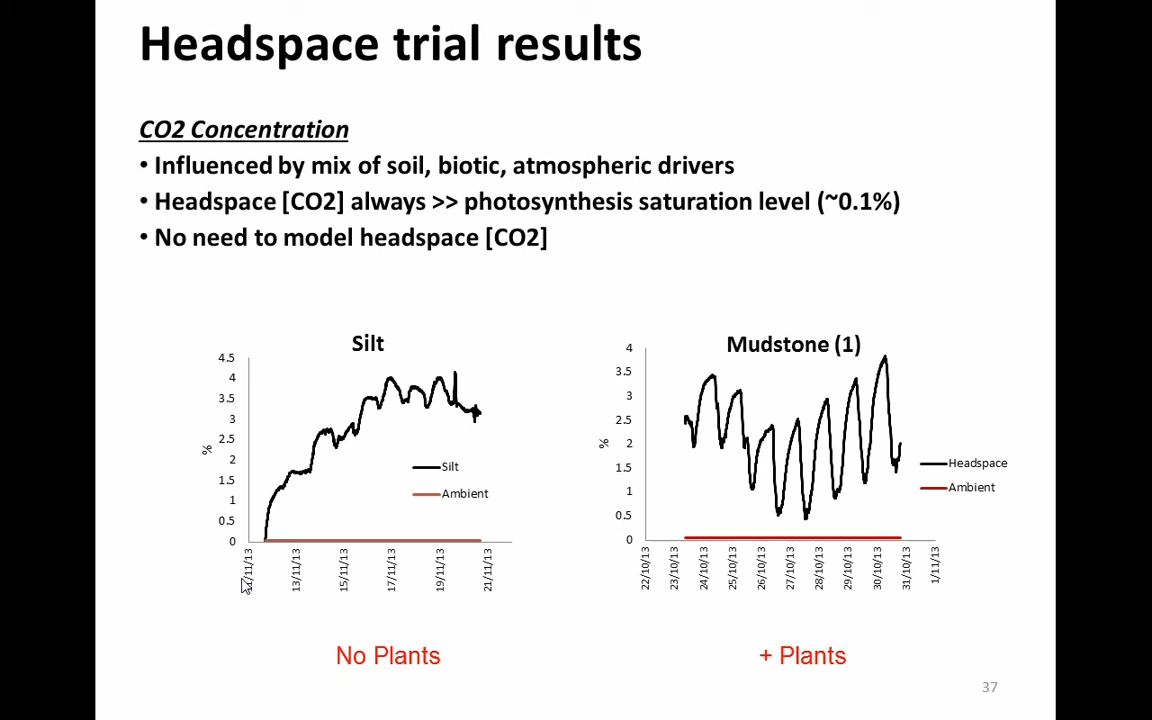 Headspace trial results
CO2 Concentration
• Influenced by mix of soil, biotic, atmospheric drivers
• Headspace [CO2] always >> photosynthesis saturation level (~0.1%)
• No need to model headspace [CO2]
Silt
4.5
4
3.5
3
2.5
2
1.5
1
0.5
0
%
Silt
Ambient
13/11/13
15/11/13
17/11/13
19/11/13
21/11/13
No Plants
Mudstone (1)
4
3.5
3
2.5
2
1.5
1
0.5
0
%
Headspace
Ambient
22/10/13
23/10/13
24/10/13
25/10/13
26/10/13
27/10/13
28/10/13
29/10/13
30/10/13
31/10/13
1/11/13
+ Plants
37